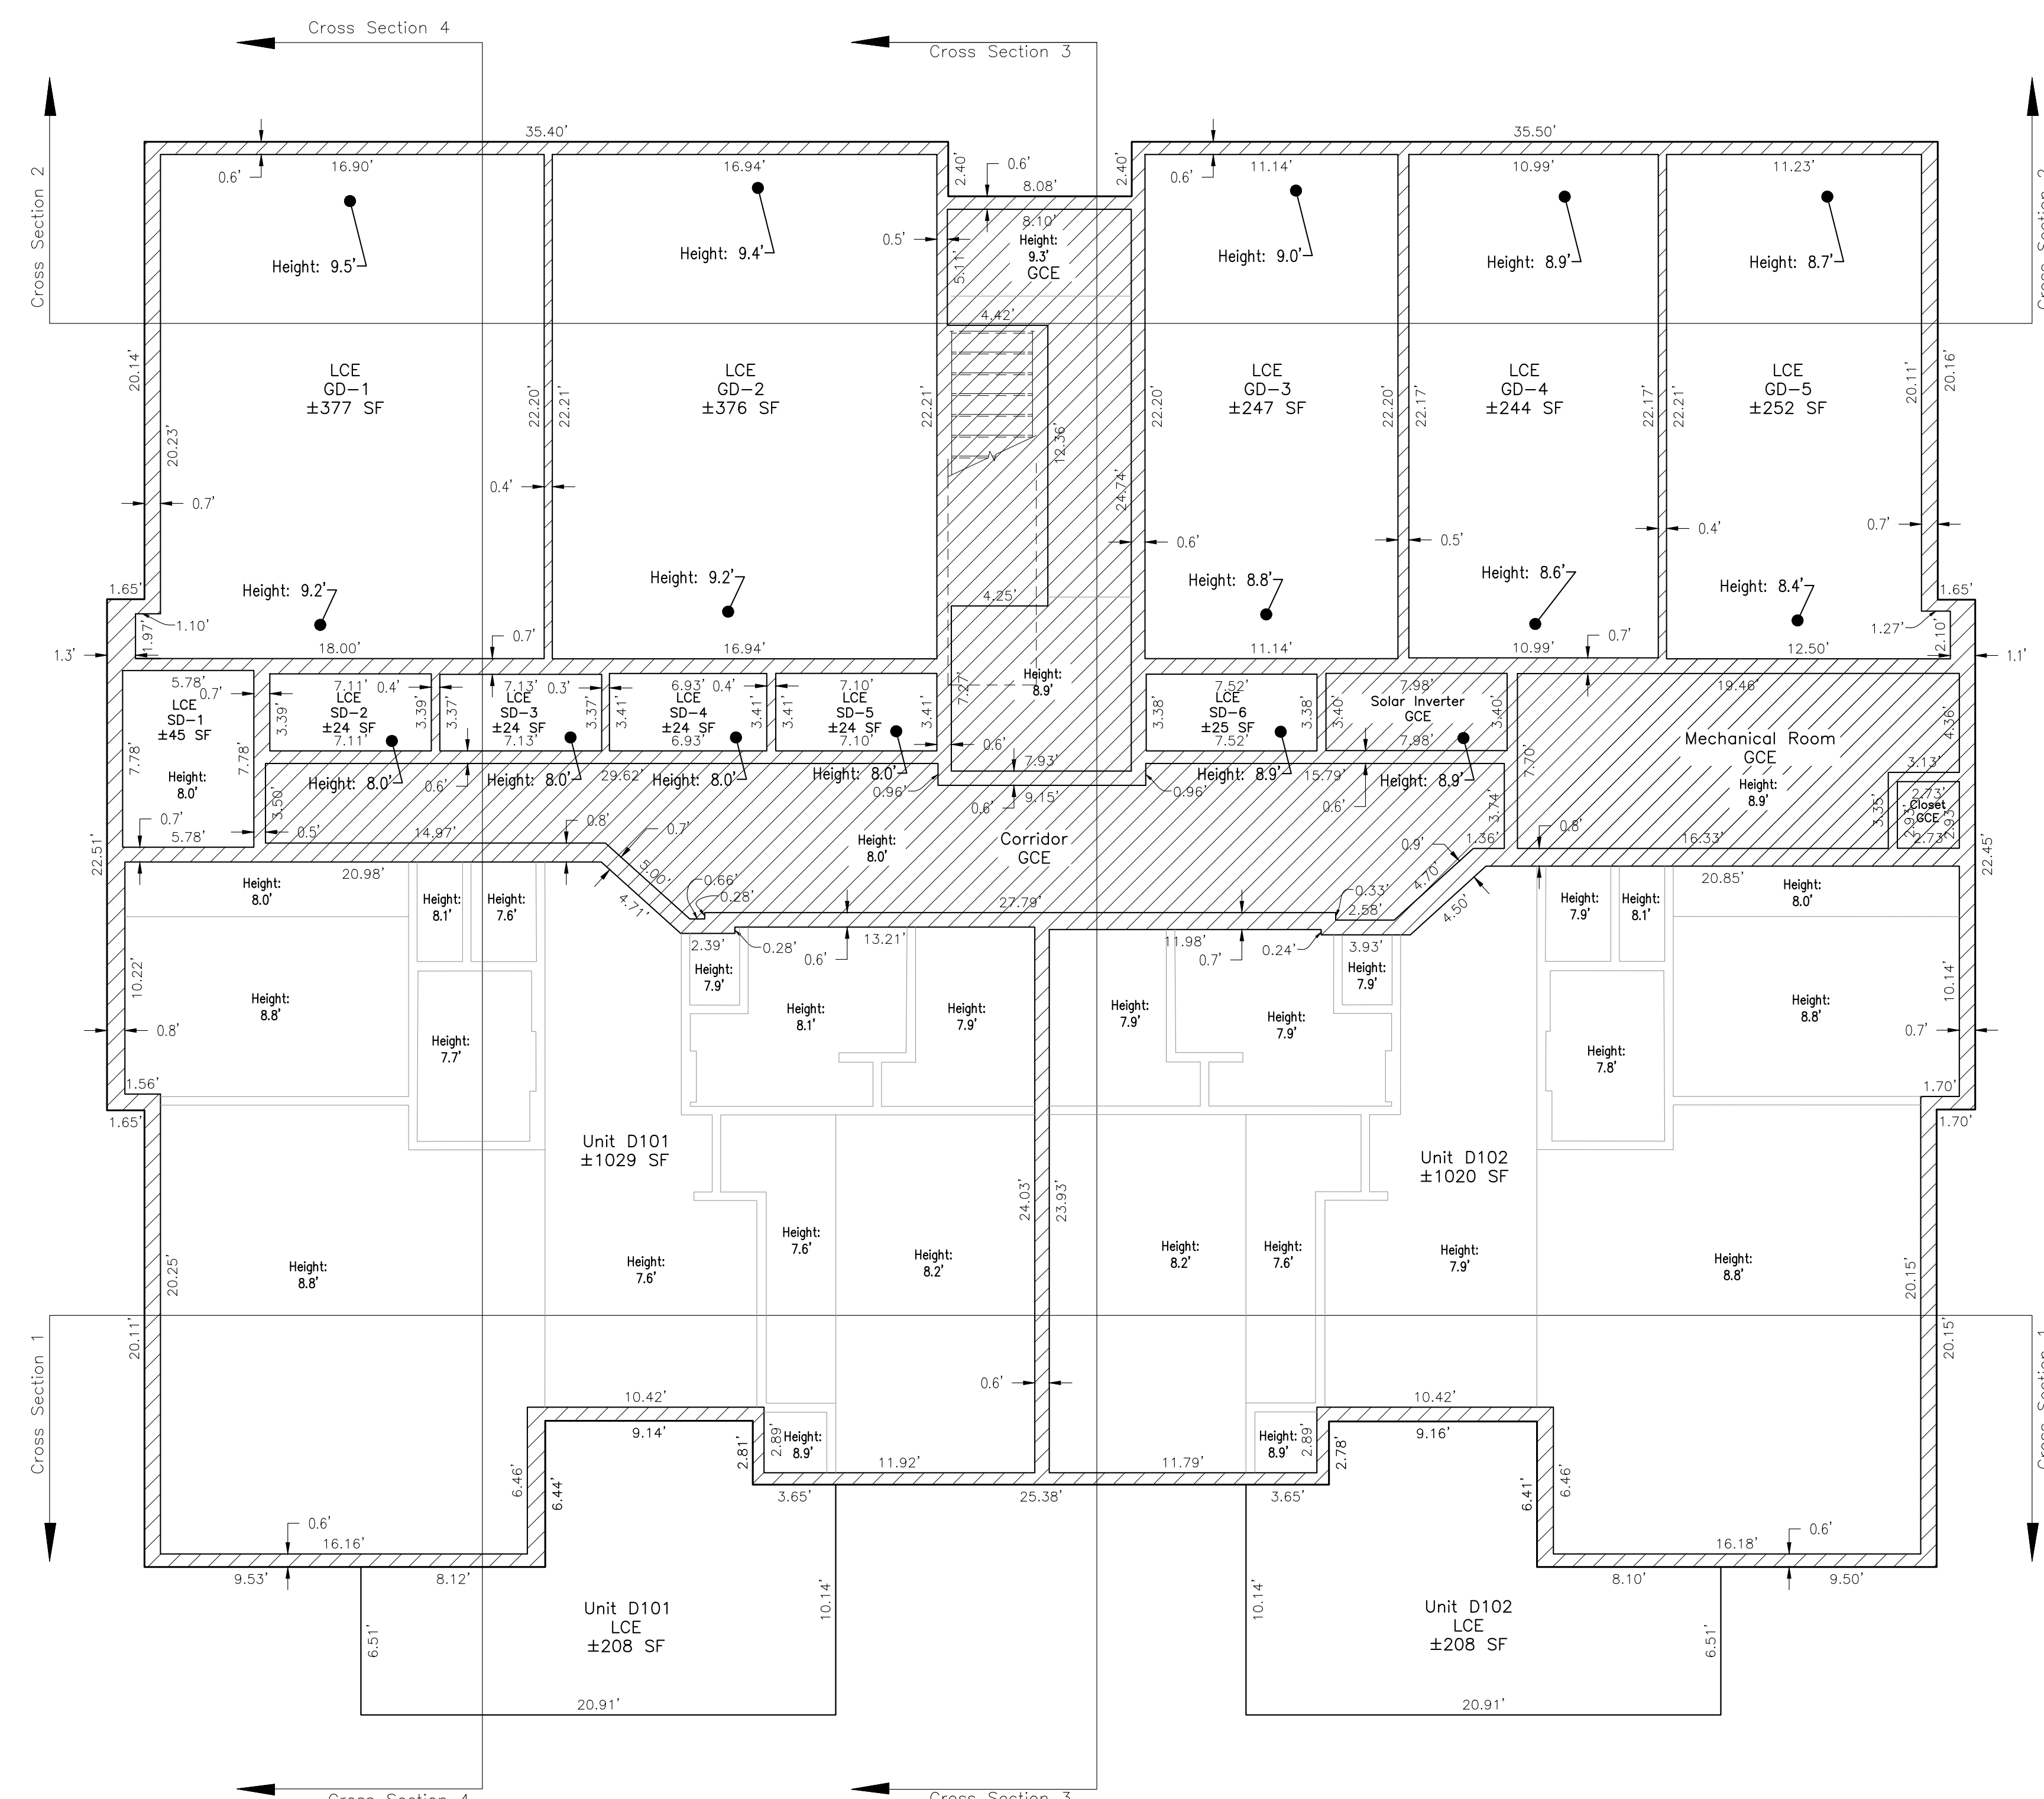 Cross Section 4
Cross Section 3
Cross Section 2
Cross Section 2
35.40'
35.50'
0.6'
16.90'
16.94'
2.40'
0.6'
8.08'
2.40'
0.6'
11.14'
10.99'
11.23'
8.10'
Height:
9.3'
GCE
0.5'
5.11'
Height: 9.5'
Height: 9.4'
Height: 9.0'
Height: 8.9'
Height: 8.7'
4.42'
LCE
GD-1
±377 SF
LCE
GD-2
±376 SF
LCE
GD-3
±247 SF
LCE
GD-4
±244 SF
LCE
GD-5
±252 SF
20.14'
20.23'
22.20'
22.21'
22.21'
12.36'
24.74'
22.20'
22.20'
22.17'
22.17'
22.21'
20.11'
20.16'
0.7'
0.4'
0.6'
0.5'
0.4'
0.7'
Height: 9.2'
Height: 9.2'
Height: 8.8'
Height: 8.6'
Height: 8.4'
1.65'
1.10'
1.97'
1.3'
18.00'
0.7'
16.94'
4.25'
11.14'
10.99'
0.7'
12.50'
1.65'
1.27'
2.10'
1.1'
5.78'
0.7'
LCE
SD-1
±45 SF
Height:
8.0'
7.78'
7.78'
0.7'
5.78'
7.11'
LCE
SD-2
±24 SF
7.11'
3.39'
3.39'
0.4'
Height: 8.0'
7.13'
LCE
SD-3
±24 SF
7.13'
3.37'
3.37'
0.3'
Height: 8.0'
6.93'
LCE
SD-4
±24 SF
6.93'
3.41'
3.41'
0.4'
Height: 8.0'
7.10'
LCE
SD-5
±24 SF
7.10'
3.41'
3.41'
Height: 8.0'
Height:
8.9'
7.27'
0.6'
7.93'
7.52'
LCE
SD-6
±25 SF
7.52'
3.38'
3.38'
Height: 8.9'
7.98'
Solar Inverter
GCE
7.98'
3.40'
3.40'
Height: 8.9'
19.46'
Mechanical Room
GCE
Height:
8.9'
7.70'
4.36'
3.13'
3.35'
16.33'
2.73'
Closet
GCE
2.93'
2.93'
2.73'
29.62'
0.6'
3.50'
0.5'
14.97'
0.8'
0.7'
5.00'
4.71'
0.66'
0.28'
0.96'
0.6'
9.15'
0.96'
15.79'
0.6'
3.74'
1.36'
0.9'
4.70'
4.50'
0.8'
Height:
8.0'
Corridor
GCE
27.79'
0.33'
2.58'
22.51'
22.45'
20.98'
20.85'
Height:
8.0'
Height:
8.1'
Height:
7.6'
Height:
7.9'
Height:
8.1'
Height:
8.0'
2.39'
0.28'
13.21'
0.6'
11.98'
0.7'
0.24'
3.93'
Height:
7.9'
Height:
7.9'
10.22'
0.8'
Height:
8.8'
Height:
7.7'
Height:
8.1'
Height:
7.9'
Height:
7.9'
Height:
7.9'
Height:
7.8'
Height:
8.8'
10.14'
0.7'
1.56'
1.65'
1.70'
1.70'
Unit D101
±1029 SF
Unit D102
±1020 SF
24.03'
23.93'
20.25'
20.11'
20.15'
20.15'
Height:
8.8'
Height:
7.6'
Height:
7.6'
Height:
8.2'
Height:
8.2'
Height:
7.6'
Height:
7.9'
Height:
8.8'
Cross Section 1
Cross Section 1
0.6'
10.42'
9.14'
2.81'
2.89'
Height:
8.9'
11.92'
11.79'
Height:
8.9'
2.89'
2.78'
10.42'
9.16'
6.46'
6.44'
3.65'
25.38'
3.65'
6.41'
6.46'
0.6'
16.16'
9.53'
8.12'
16.18'
0.6'
8.10'
9.50'
Unit D101
LCE
±208 SF
6.51'
10.14'
20.91'
Unit D102
LCE
±208 SF
10.14'
6.51'
20.91'
Cross Section 4
Cross Section 3